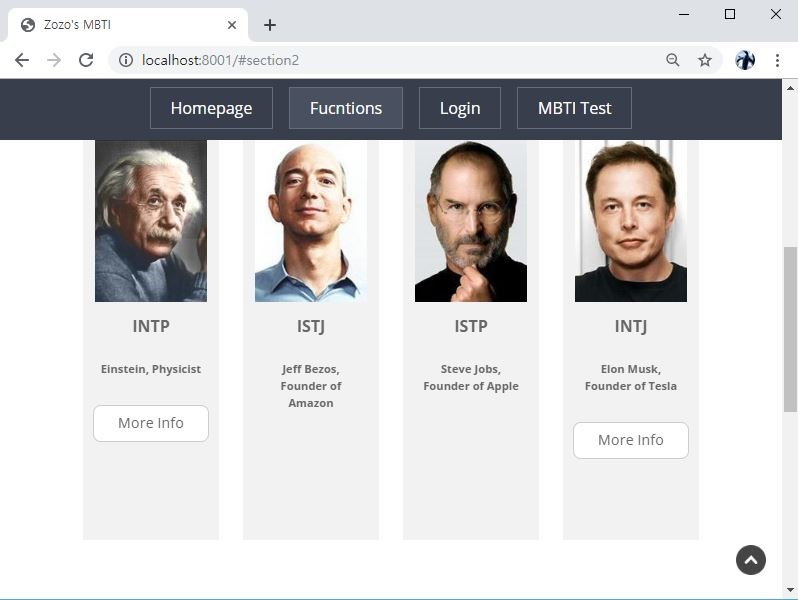 Zozo's MBTI
localhost:8001/#section2
Homepage
Fucntions
Login
MBTI Test
INTP
Einstein, Physicist
More Info
ISTJ
Jeff Bezos,
Founder of
Amazon
ISTP
Steve Jobs,
Founder of Apple
INTJ
Elon Musk,
Founder of Tesla
More Info